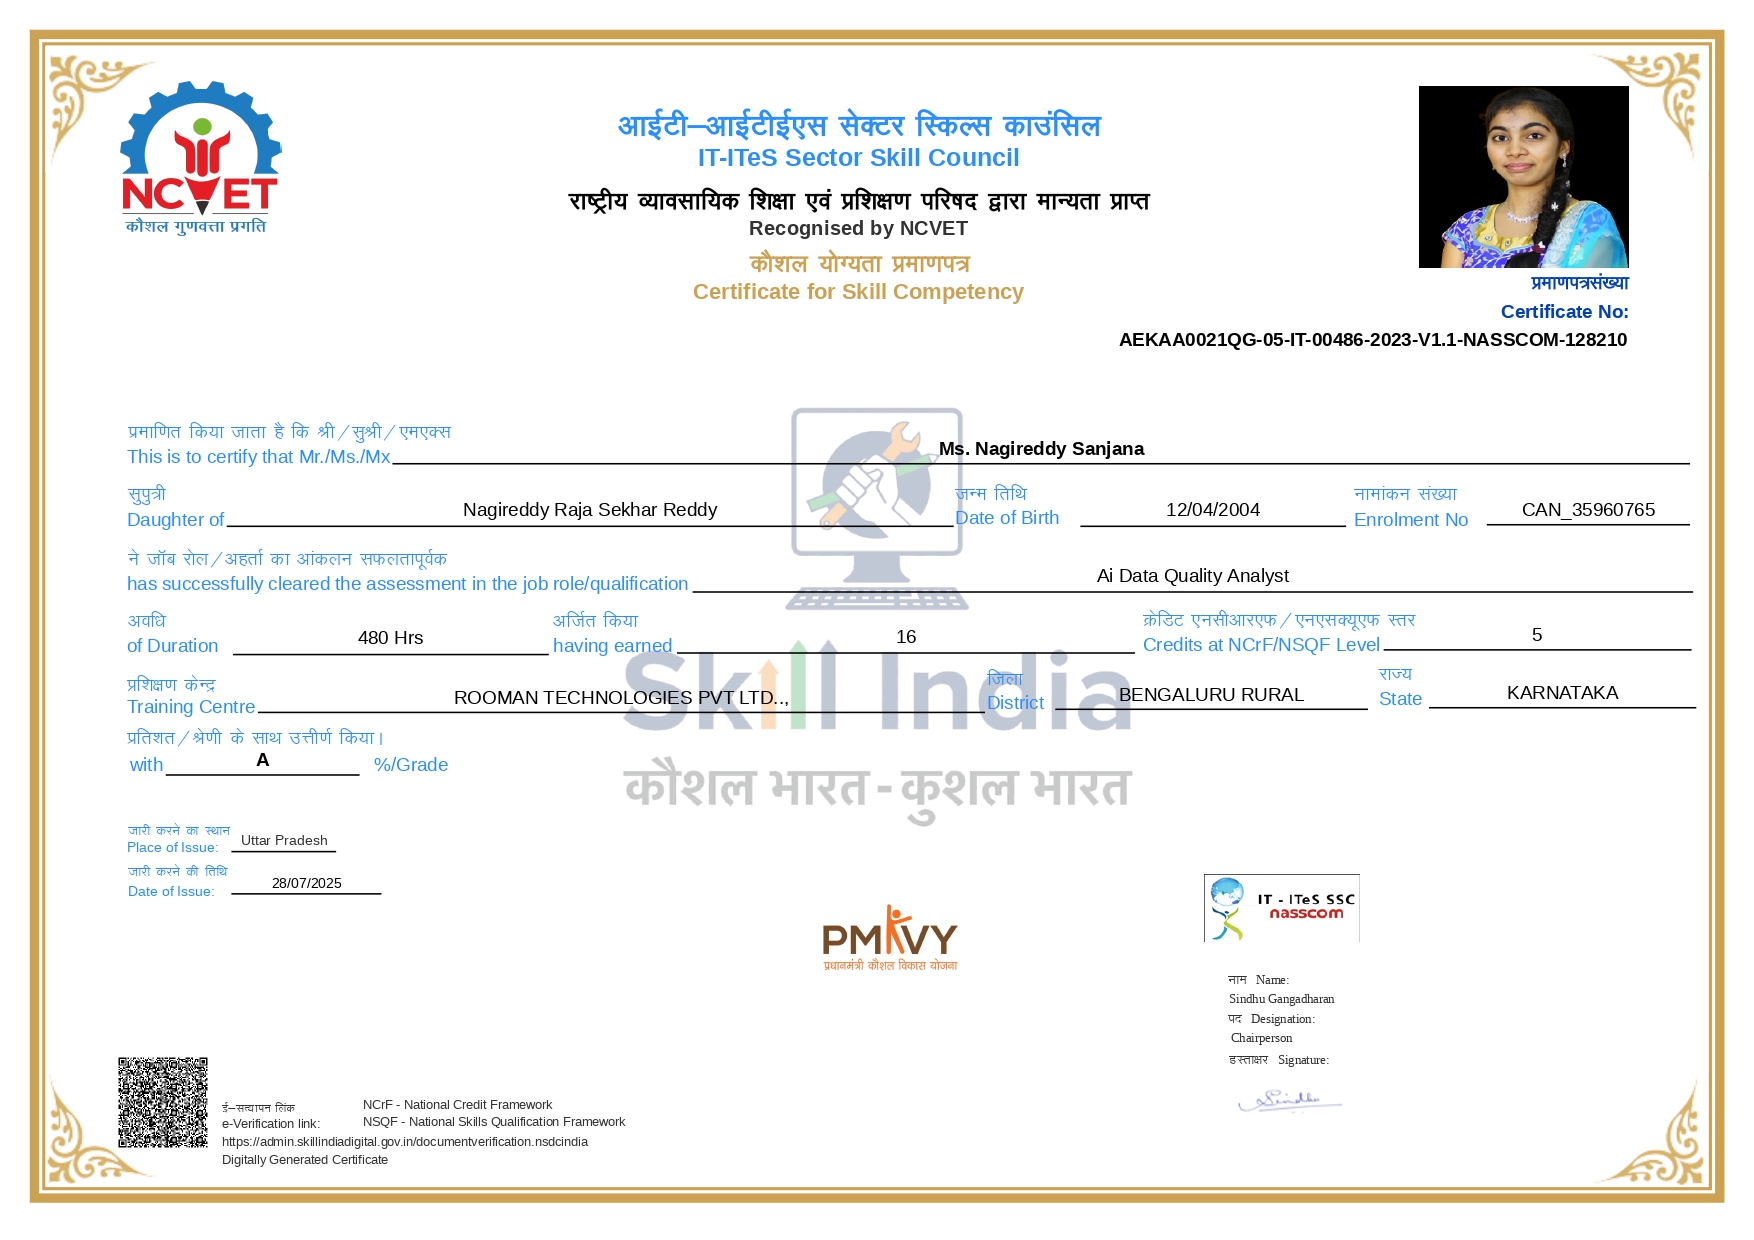 NCVET
कौशल गुणवत्ता प्रगति
आईटी–आईटीईएस सेक्टर स्किल्स काउंसिल
IT-ITeS Sector Skill Council
राष्ट्रीय व्यावसायिक शिक्षा एवं प्रशिक्षण परिषद द्वारा मान्यता प्राप्त
Recognised by NCVET
कौशल योग्यता प्रमाणपत्र
Certificate for Skill Competency
प्रमाणपत्रसंख्या
Certificate No:
AEKAA0021QG-05-IT-00486-2023-V1.1-NASSCOM-128210
प्रमाणित किया जाता है कि श्री/सुश्री/एमएक्स
This is to certify that Mr./Ms./Mx Ms. Nagireddy Sanjana
सुपुत्री जन्म तिथि नामांकन संख्या
Daughter of Nagireddy Raja Sekhar Reddy Date of Birth 12/04/2004 Enrolment No CAN_35960765
ने जॉब रोल/अहर्ता का आंकलन सफलतापूर्वक
has successfully cleared the assessment in the job role/qualification Ai Data Quality Analyst
अवधि अर्जित किया क्रेडिट एनसीआरएफ/एनएसक्यूएफ स्तर
of Duration 480 Hrs having earned 16 Credits at NCrF/NSQF Level 5
प्रशिक्षण केन्द्र जिला राज्य
Training Centre ROOMAN TECHNOLOGIES PVT LTD.., District BENGALURU RURAL State KARNATAKA
प्रतिशत/श्रेणी के साथ उत्तीर्ण किया।
with A %/Grade
Skill India
कौशल भारत - कुशल भारत
जारी करने का स्थान
Place of Issue: Uttar Pradesh
जारी करने की तिथि
Date of Issue: 28/07/2025
PMKVY
प्रधानमंत्री कौशल विकास योजना
IT - ITeS SSC
nasscom
नाम Name:
Sindhu Gangadharan
पद Designation:
Chairperson
हस्ताक्षर Signature:
Sindhu
ई–सत्यापन लिंक NCrF - National Credit Framework
e-Verification link: NSQF - National Skills Qualification Framework
https://admin.skillindiadigital.gov.in/documentverification.nsdcindia
Digitally Generated Certificate